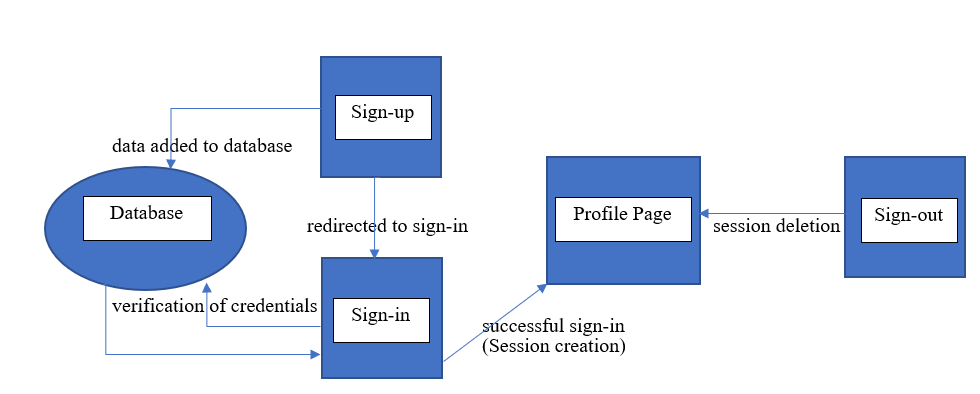 Sign-up
data added to database
Database
redirected to sign-in
Profile Page
Sign-out
session deletion
verification of credentials
Sign-in
successful sign-in
(Session creation)